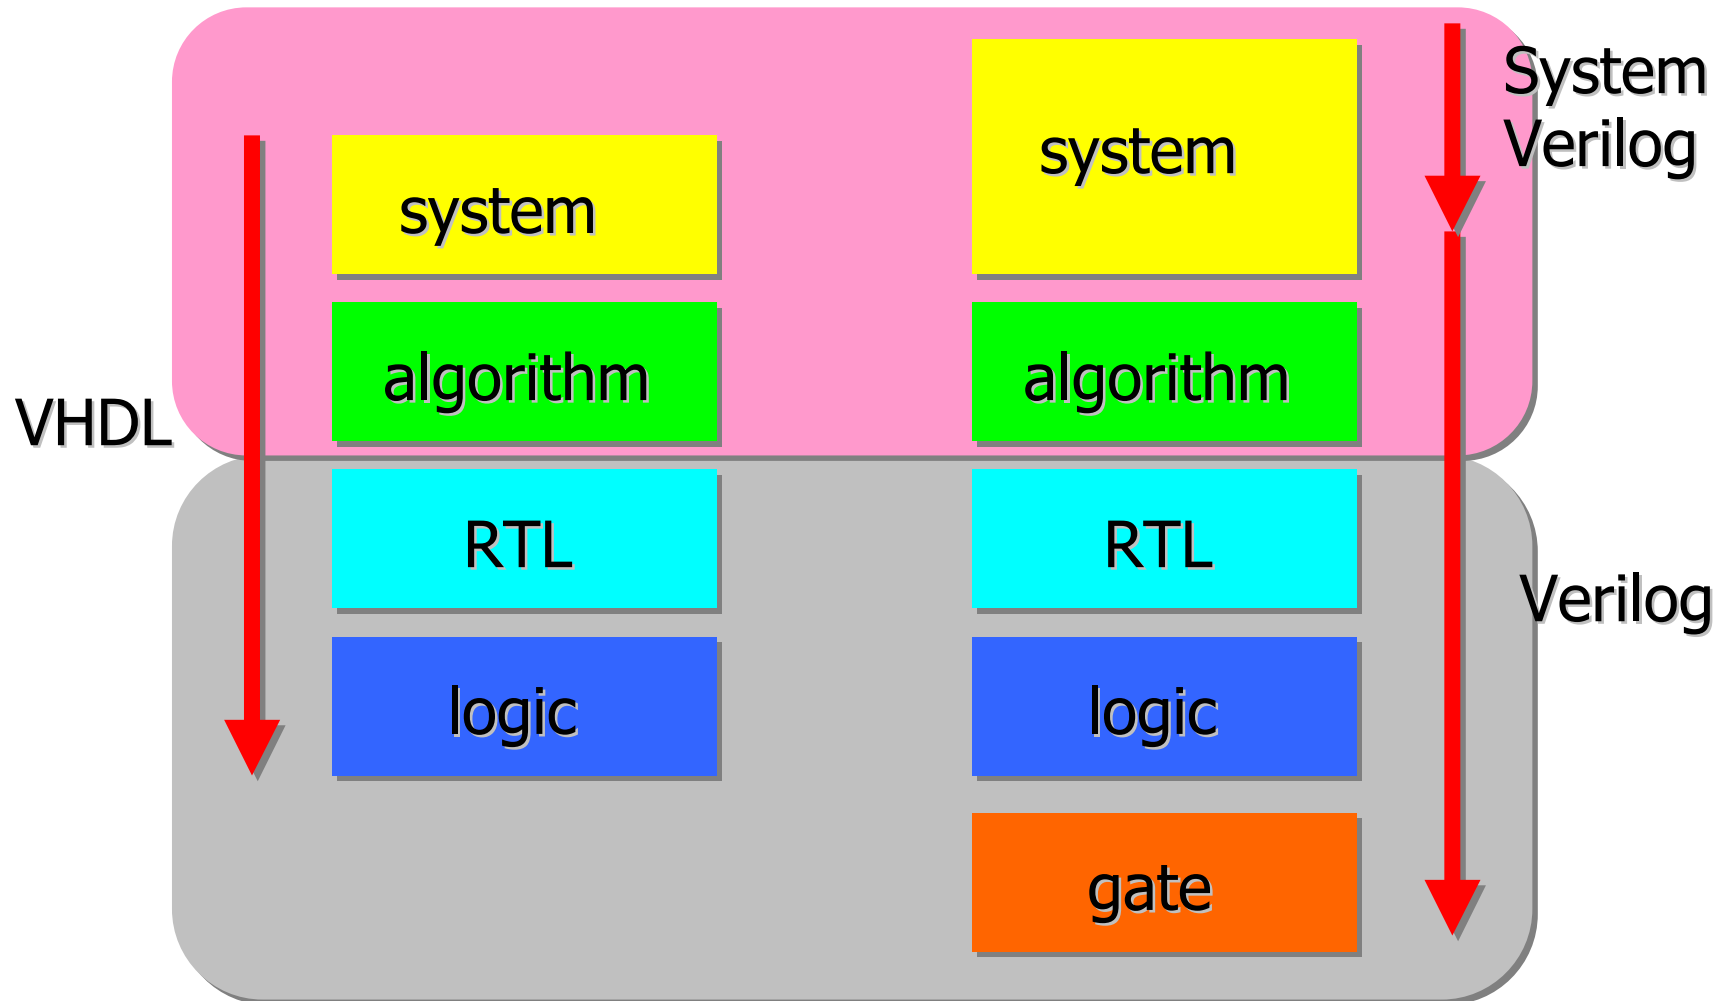 System
Verilog
system
system
algorithm
algorithm
VHDL
RTL
RTL
Verilog
logic
logic
gate